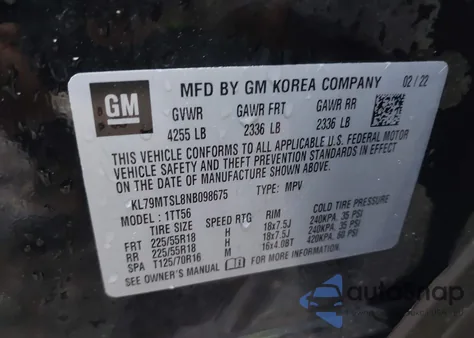 GM
MFD BY GM KOREA COMPANY 02/22
GVWR GAWR FRT GAWR RR
4255 LB 2336 LB 2336 LB
THIS VEHICLE CONFORMS TO ALL APPLICABLE U.S. FEDERAL MOTOR
VEHICLE SAFETY AND THEFT PREVENTION STANDARDS IN EFFECT ON
THE DATE OF MANUFACTURE SHOWN ABOVE.
KL79MTSL8NB098675 TYPE: MPV
MODEL: 1TT56
TIRE SIZE SPEED RTG RIM COLD TIRE PRESSURE
FRT 225/55R18 H 18x7.5J 240KPA, 35 PSI
RR 225/55R18 H 18x7.5J 240KPA, 35 PSI
SPA T125/70R16 M 16x4.0BT 420KPA, 60 PSI
SEE OWNER'S MANUAL FOR ADDITIONAL INFORMATION.
autoSnap
www.autosnap